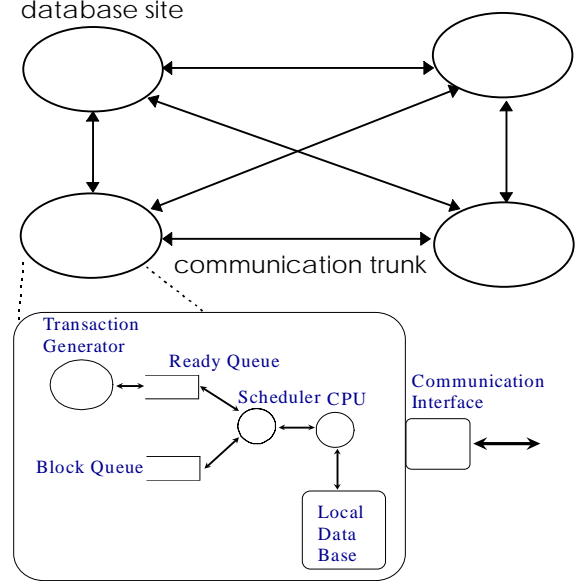 database site
communication trunk
Transaction
Generator
Ready Queue
Scheduler CPU
Communication
Interface
Block Queue
Local
Data
Base